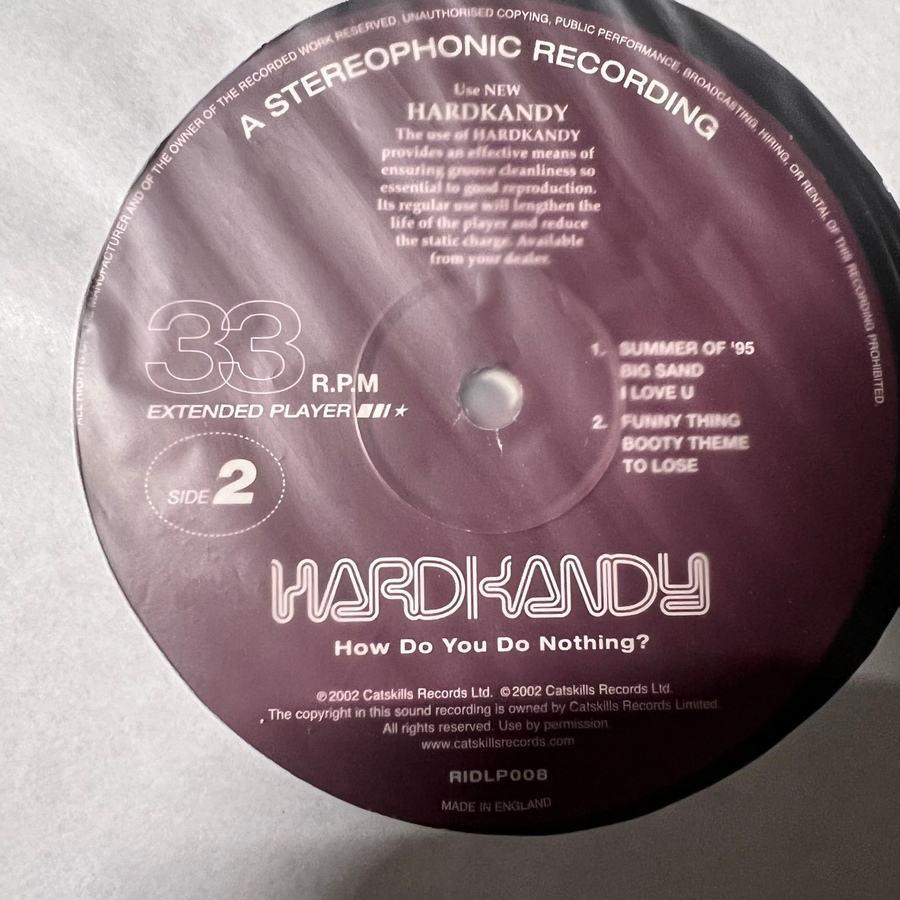 MANUFACTURER AND OF THE OWNER OF THE RECORDED WORK RESERVED. UNAUTHORISED COPYING, PUBLIC PERFORMANCE, BROADCASTING, HIRING, OR RENTAL OF THIS RECORDING PROHIBITED.
A STEREOPHONIC RECORDING
Use NEW
HARDKANDY
The use of HARDKANDY
provides an effective means of
ensuring groove cleanliness so
essential to good reproduction.
Its regular use will lengthen the
life of the player and reduce
the static charge. Available
from your dealer.
33 R.P.M
EXTENDED PLAYER
SIDE 2
1. SUMMER OF '95
BIG SAND
I LOVE U
2. FUNNY THING
BOOTY THEME
TO LOSE
HARDKANDY
How Do You Do Nothing?
℗2002 Catskills Records Ltd. ©2002 Catskills Records Ltd.
The copyright in this sound recording is owned by Catskills Records Limited.
All rights reserved. Use by permission.
www.catskillsrecords.com
RIDLP008
MADE IN ENGLAND